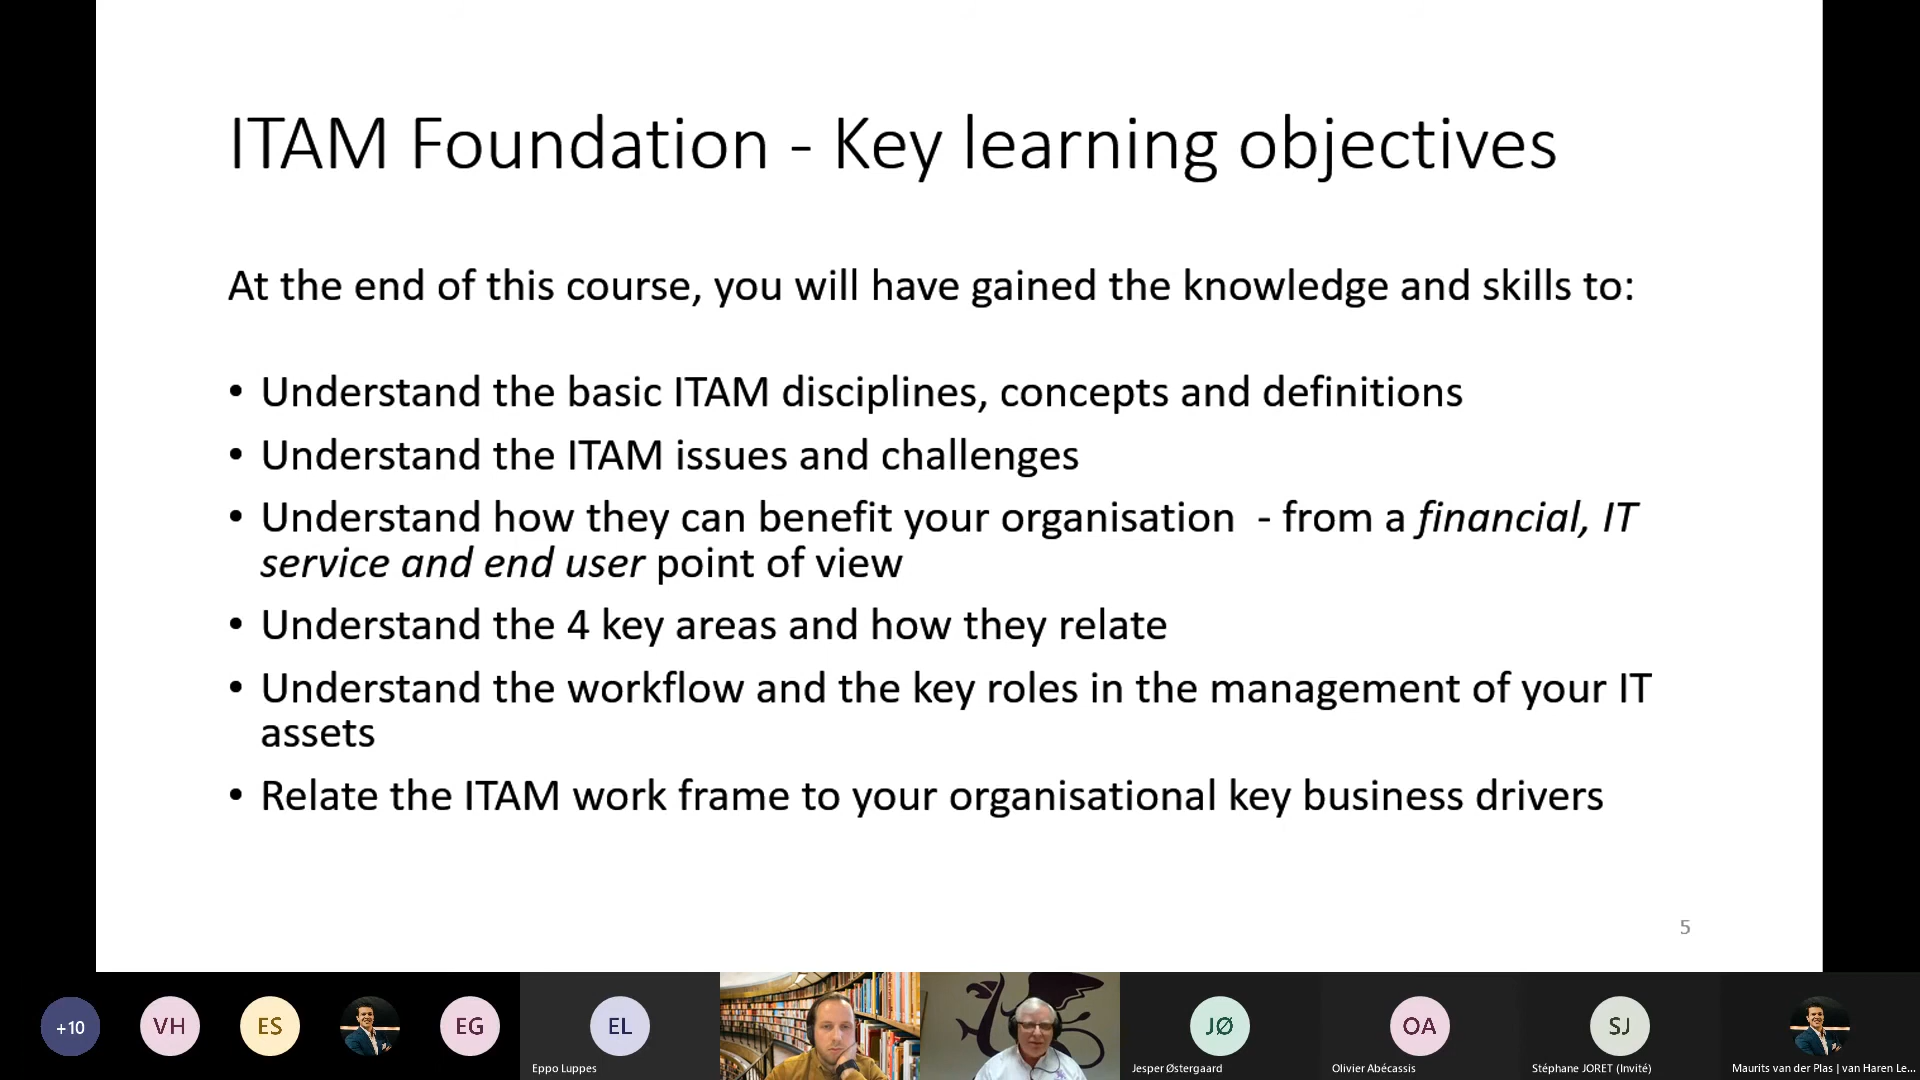 ITAM Foundation - Key learning objectives
At the end of this course, you will have gained the knowledge and skills to:
• Understand the basic ITAM disciplines, concepts and definitions
• Understand the ITAM issues and challenges
• Understand how they can benefit your organisation - from a financial, IT
service and end user point of view
• Understand the 4 key areas and how they relate
• Understand the workflow and the key roles in the management of your IT
assets
• Relate the ITAM work frame to your organisational key business drivers
5
+10
VH
ES
EG
EL
JØ
OA
SJ
Eppo Luppes
Jesper Østergaard
Olivier Abécassis
Stéphane JORET (Invité)
Maurits van der Plas | van Haren Le...